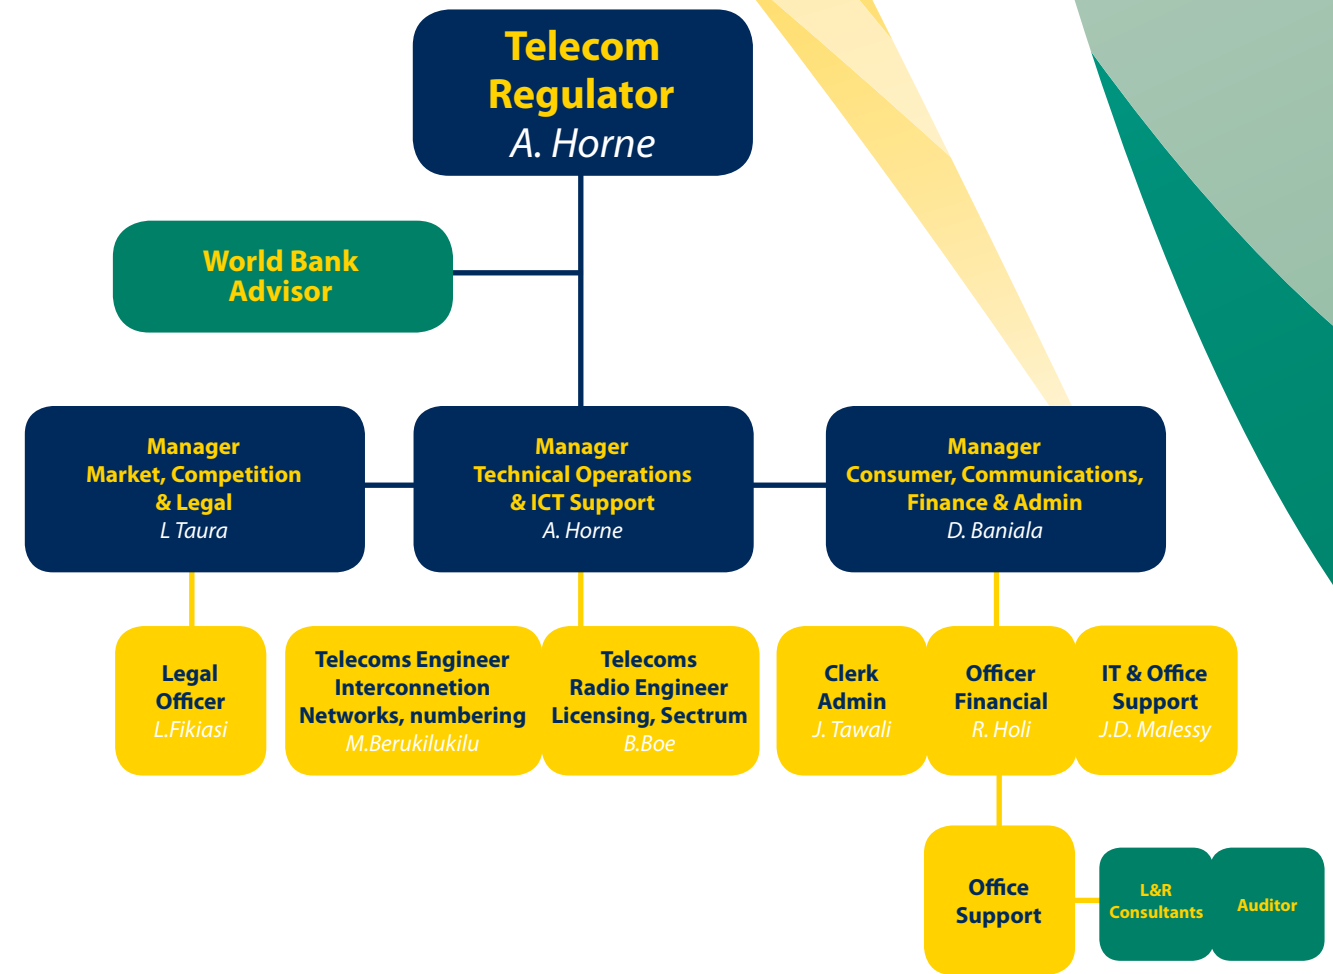 Telecom
Regulator
A. Horne
World Bank
Advisor
Manager
Market, Competition
& Legal
L Taura
Manager
Technical Operations
& ICT Support
A. Horne
Manager
Consumer, Communications,
Finance & Admin
D. Baniala
Legal
Officer
L.Fikiasi
Telecoms Engineer
Interconnetion
Networks, numbering
M.Berukilukilu
Telecoms
Radio Engineer
Licensing, Sectrum
B.Boe
Clerk
Admin
J. Tawali
Officer
Financial
R. Holi
IT & Office
Support
J.D. Malessy
Office
Support
L&R
Consultants
Auditor